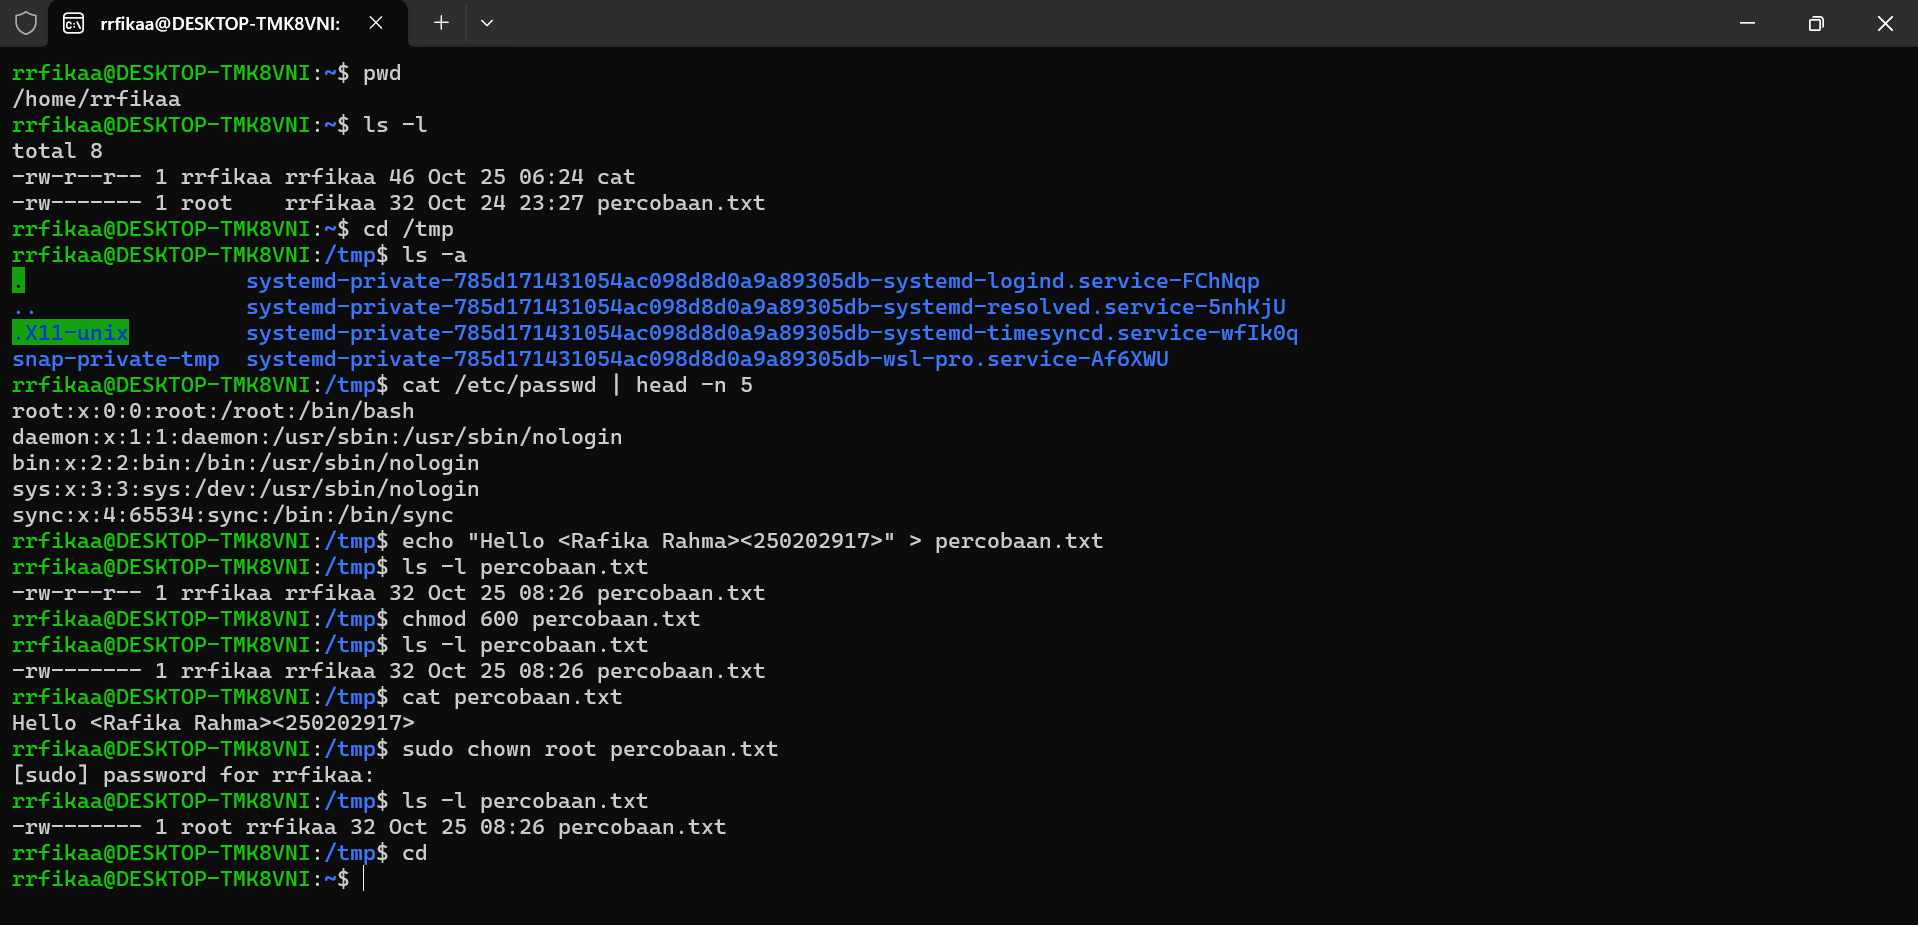 rrfikaa@DESKTOP-TMK8VNI:
rrfikaa@DESKTOP-TMK8VNI:~$ pwd
/home/rrfikaa
rrfikaa@DESKTOP-TMK8VNI:~$ ls -l
total 8
-rw-r--r-- 1 rrfikaa rrfikaa 46 Oct 25 06:24 cat
-rw------- 1 root    rrfikaa 32 Oct 24 23:27 percobaan.txt
rrfikaa@DESKTOP-TMK8VNI:~$ cd /tmp
rrfikaa@DESKTOP-TMK8VNI:/tmp$ ls -a
.                 systemd-private-785d171431054ac098d8d0a9a89305db-systemd-logind.service-FChNqp
..                systemd-private-785d171431054ac098d8d0a9a89305db-systemd-resolved.service-5nhKjU
.X11-unix         systemd-private-785d171431054ac098d8d0a9a89305db-systemd-timesyncd.service-wfIk0q
snap-private-tmp  systemd-private-785d171431054ac098d8d0a9a89305db-wsl-pro.service-Af6XWU
rrfikaa@DESKTOP-TMK8VNI:/tmp$ cat /etc/passwd | head -n 5
root:x:0:0:root:/root:/bin/bash
daemon:x:1:1:daemon:/usr/sbin:/usr/sbin/nologin
bin:x:2:2:bin:/bin:/usr/sbin/nologin
sys:x:3:3:sys:/dev:/usr/sbin/nologin
sync:x:4:65534:sync:/bin:/bin/sync
rrfikaa@DESKTOP-TMK8VNI:/tmp$ echo "Hello <Rafika Rahma><250202917>" > percobaan.txt
rrfikaa@DESKTOP-TMK8VNI:/tmp$ ls -l percobaan.txt
-rw-r--r-- 1 rrfikaa rrfikaa 32 Oct 25 08:26 percobaan.txt
rrfikaa@DESKTOP-TMK8VNI:/tmp$ chmod 600 percobaan.txt
rrfikaa@DESKTOP-TMK8VNI:/tmp$ ls -l percobaan.txt
-rw------- 1 rrfikaa rrfikaa 32 Oct 25 08:26 percobaan.txt
rrfikaa@DESKTOP-TMK8VNI:/tmp$ cat percobaan.txt
Hello <Rafika Rahma><250202917>
rrfikaa@DESKTOP-TMK8VNI:/tmp$ sudo chown root percobaan.txt
[sudo] password for rrfikaa:
rrfikaa@DESKTOP-TMK8VNI:/tmp$ ls -l percobaan.txt
-rw------- 1 root rrfikaa 32 Oct 25 08:26 percobaan.txt
rrfikaa@DESKTOP-TMK8VNI:/tmp$ cd
rrfikaa@DESKTOP-TMK8VNI:~$